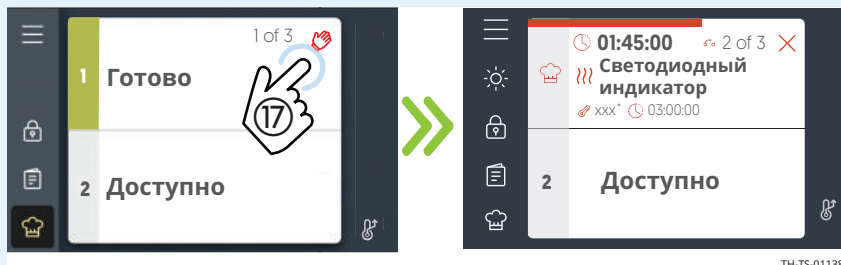 1 of 3
1 Готово
17
2 Доступно
01:45:00 2 of 3
Светодиодный
индикатор
xxx° 03:00:00
2 Доступно
TH-TS-01139